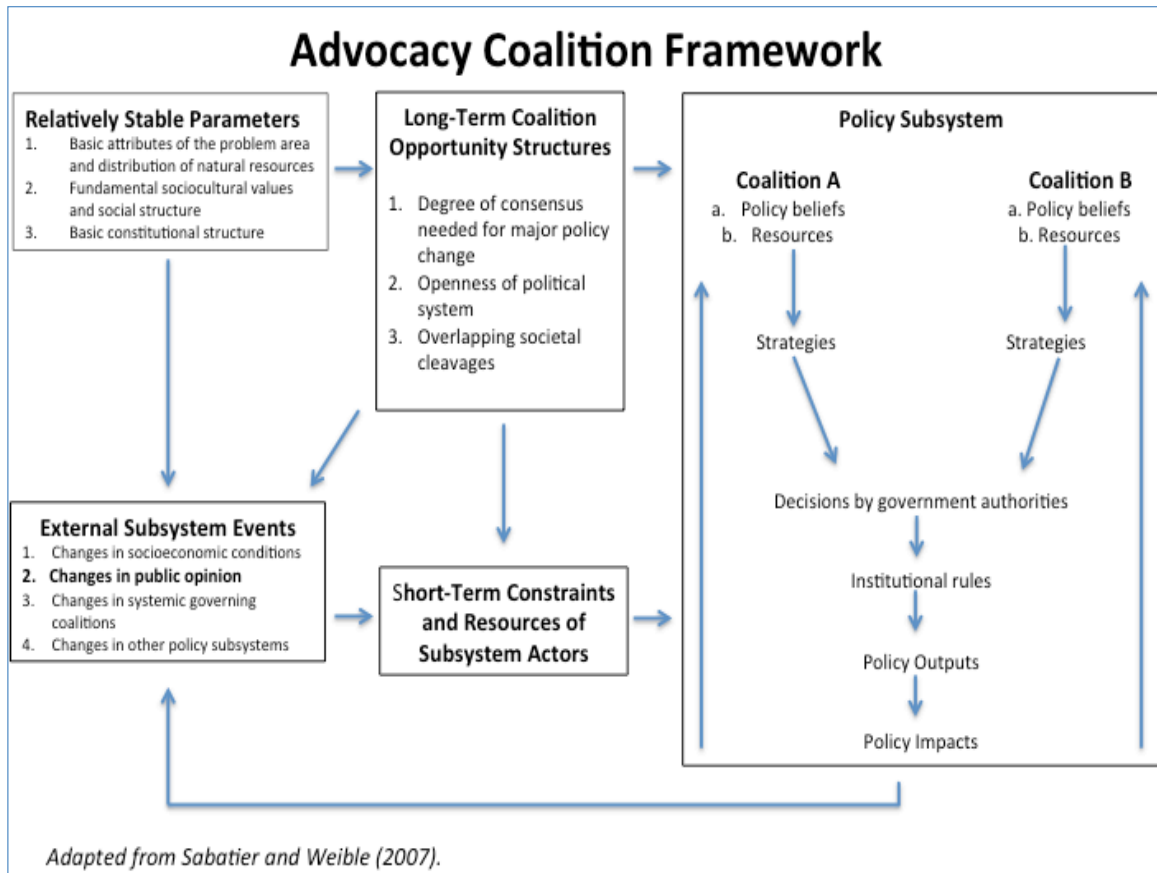 Advocacy Coalition Framework
Relatively Stable Parameters
1. Basic attributes of the problem area
and distribution of natural resources
2. Fundamental sociocultural values
and social structure
3. Basic constitutional structure
Long-Term Coalition
Opportunity Structures
1. Degree of consensus
needed for major policy
change
2. Openness of political
system
3. Overlapping societal
cleavages
Policy Subsystem
Coalition A
a. Policy beliefs
b. Resources
Strategies
Coalition B
a. Policy beliefs
b. Resources
Strategies
Decisions by government authorities
Institutional rules
Policy Outputs
Policy Impacts
External Subsystem Events
1. Changes in socioeconomic conditions
2. Changes in public opinion
3. Changes in systemic governing
coalitions
4. Changes in other policy subsystems
Short-Term Constraints
and Resources of
Subsystem Actors
Adapted from Sabatier and Weible (2007).